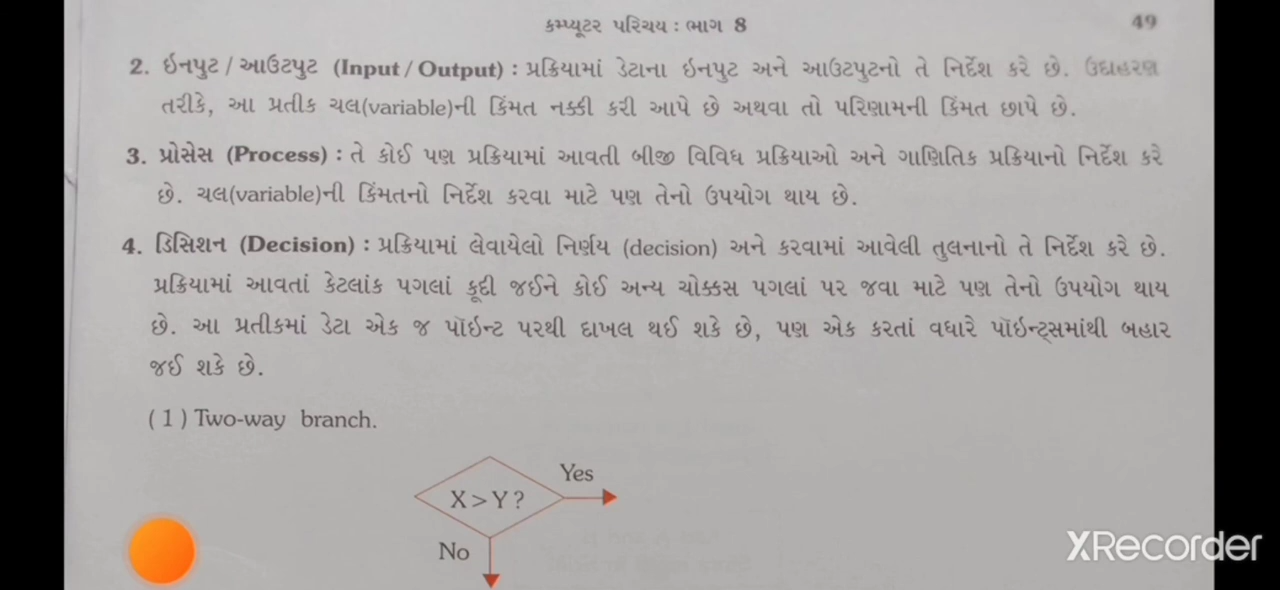 કમ્પ્યૂટર પરિચય : ભાગ 8
49
2. ઇનપુટ / આઉટપુટ (Input / Output) : પ્રક્રિયામાં ડેટાના ઇનપુટ અને આઉટપુટનો તે નિર્દેશ કરે છે. ઉદાહરણ
તરીકે, આ પ્રતીક ચલ(variable)ની કિંમત નક્કી કરી આપે છે અથવા તો પરિણામની કિંમત છાપે છે.
3. પ્રોસેસ (Process) : તે કોઈ પણ પ્રક્રિયામાં આવતી બીજી વિવિધ પ્રક્રિયાઓ અને ગાણિતિક પ્રક્રિયાનો નિર્દેશ કરે
છે. ચલ(variable)ની કિંમતનો નિર્દેશ કરવા માટે પણ તેનો ઉપયોગ થાય છે.
4. ડિસિશન (Decision) : પ્રક્રિયામાં લેવાયેલો નિર્ણય (decision) અને કરવામાં આવેલી તુલનાનો તે નિર્દેશ કરે છે.
પ્રક્રિયામાં આવતાં કેટલાંક પગલાં કૂદી જઈને કોઈ અન્ય ચોક્કસ પગલાં પર જવા માટે પણ તેનો ઉપયોગ થાય
છે. આ પ્રતીકમાં ડેટા એક જ પૉઇન્ટ પરથી દાખલ થઈ શકે છે, પણ એક કરતાં વધારે પૉઇન્ટ્સમાંથી બહાર
જઈ શકે છે.
( 1 ) Two-way branch.
Yes
X > Y ?
No
XRecorder